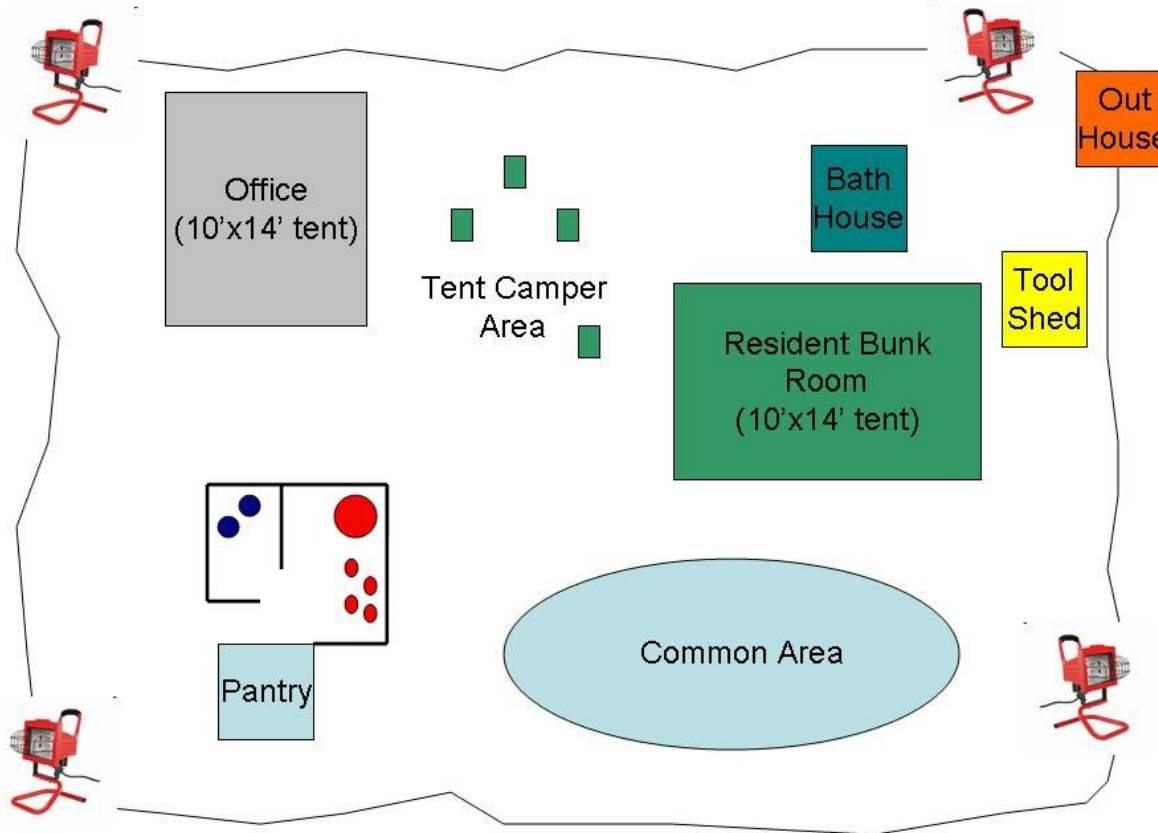 Out
House
Office
(10'x14' tent)
Bath
House
Tent Camper
Area
Tool
Shed
Resident Bunk
Room
(10'x14' tent)
Common Area
Pantry